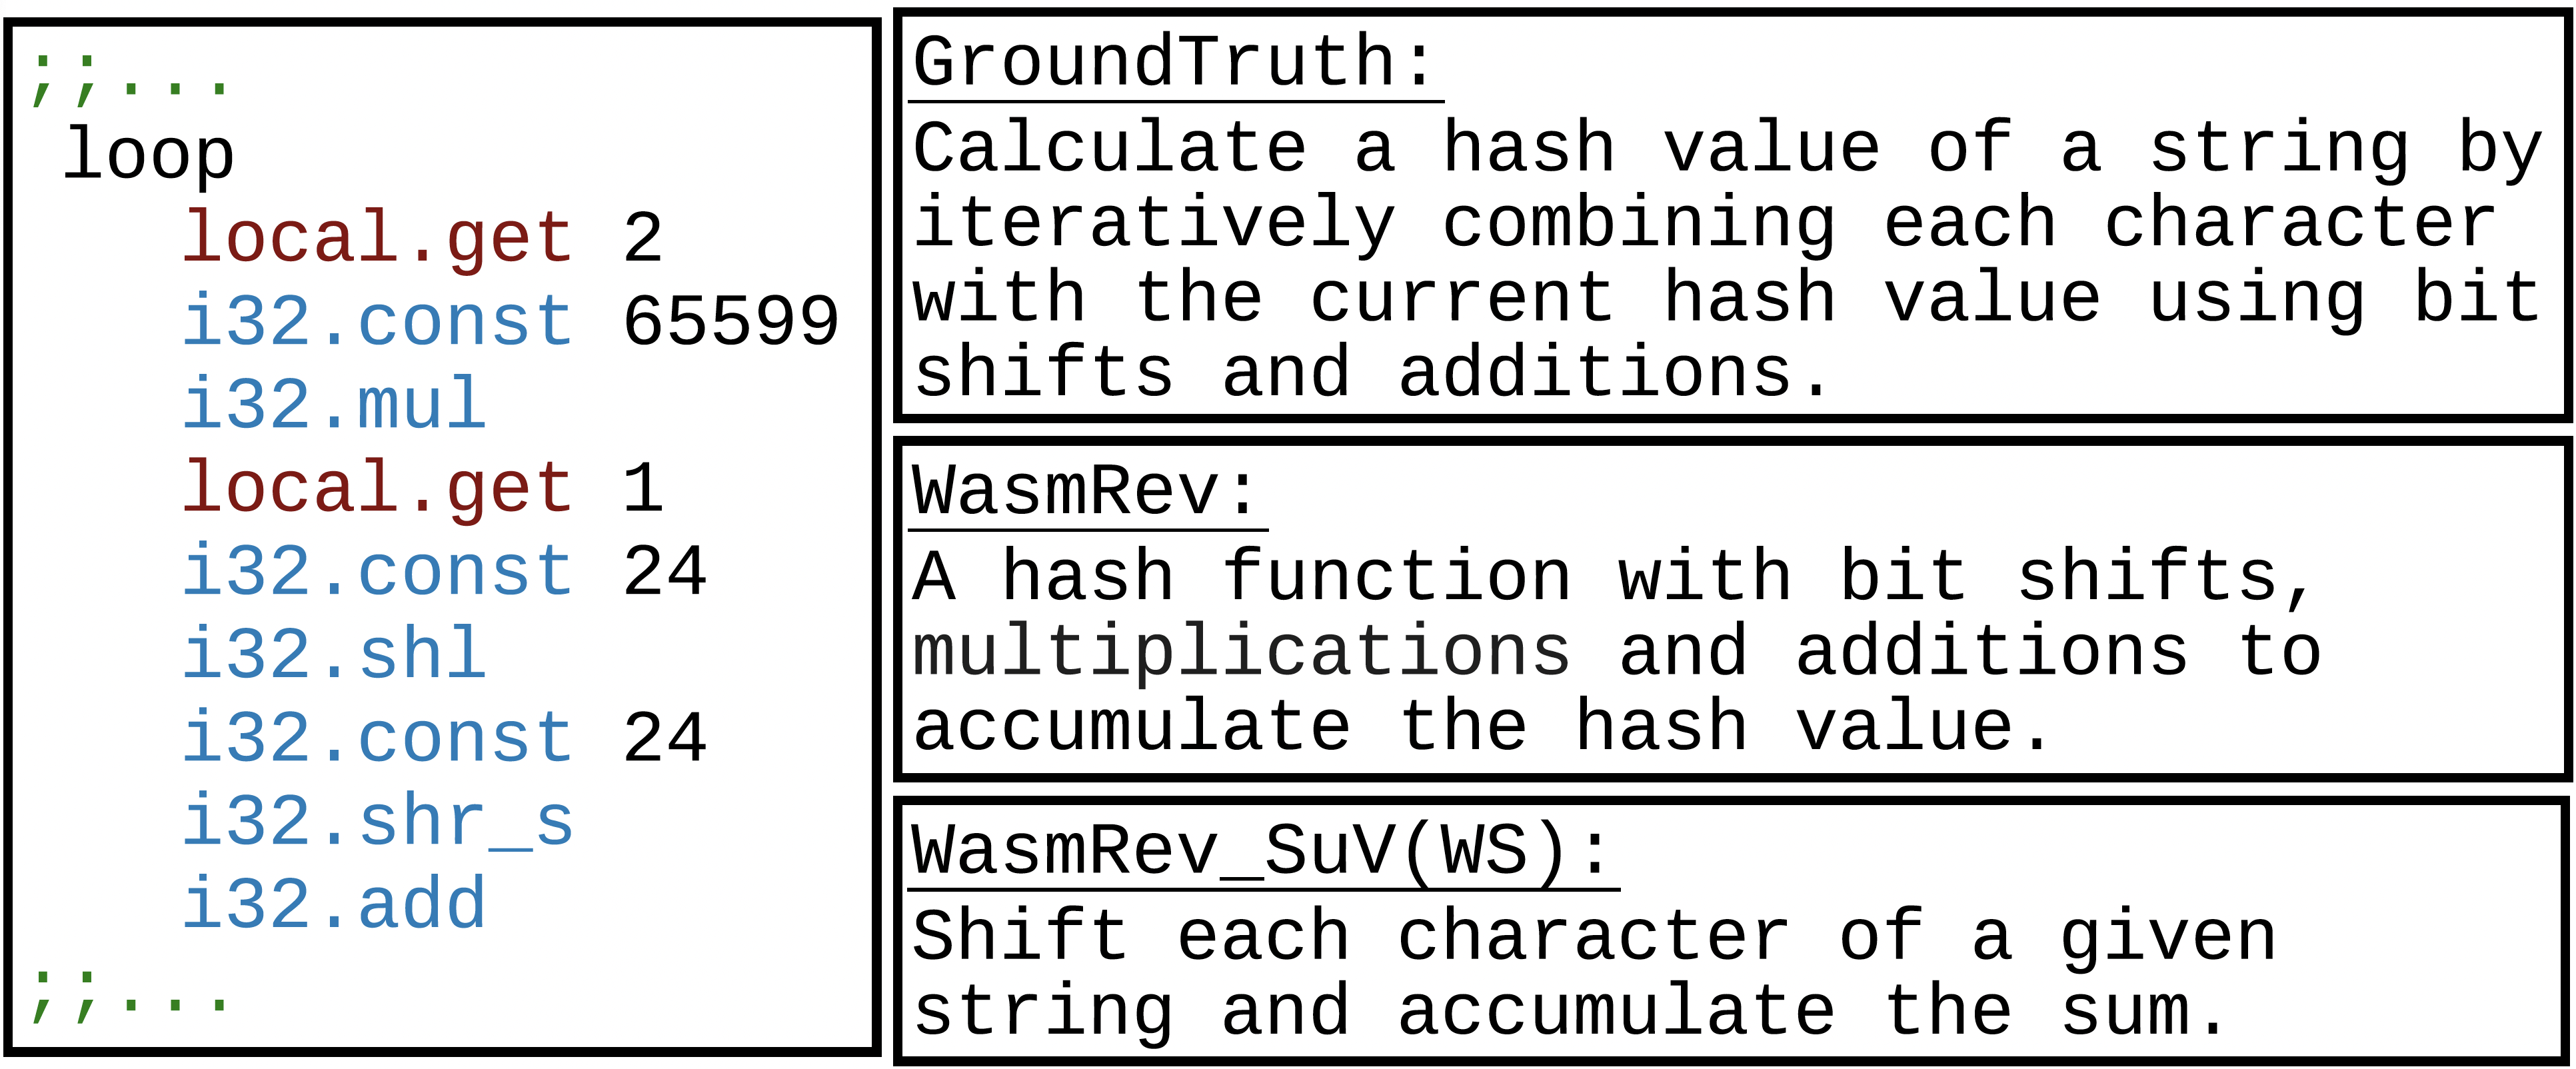 ;;...
loop
local.get 2
i32.const 65599
i32.mul
local.get 1
i32.const 24
i32.shl
i32.const 24
i32.shr_s
i32.add
;;...
GroundTruth:
Calculate a hash value of a string by
iteratively combining each character
with the current hash value using bit
shifts and additions.
WasmRev:
A hash function with bit shifts,
multiplications and additions to
accumulate the hash value.
WasmRev_SuV(WS):
Shift each character of a given
string and accumulate the sum.